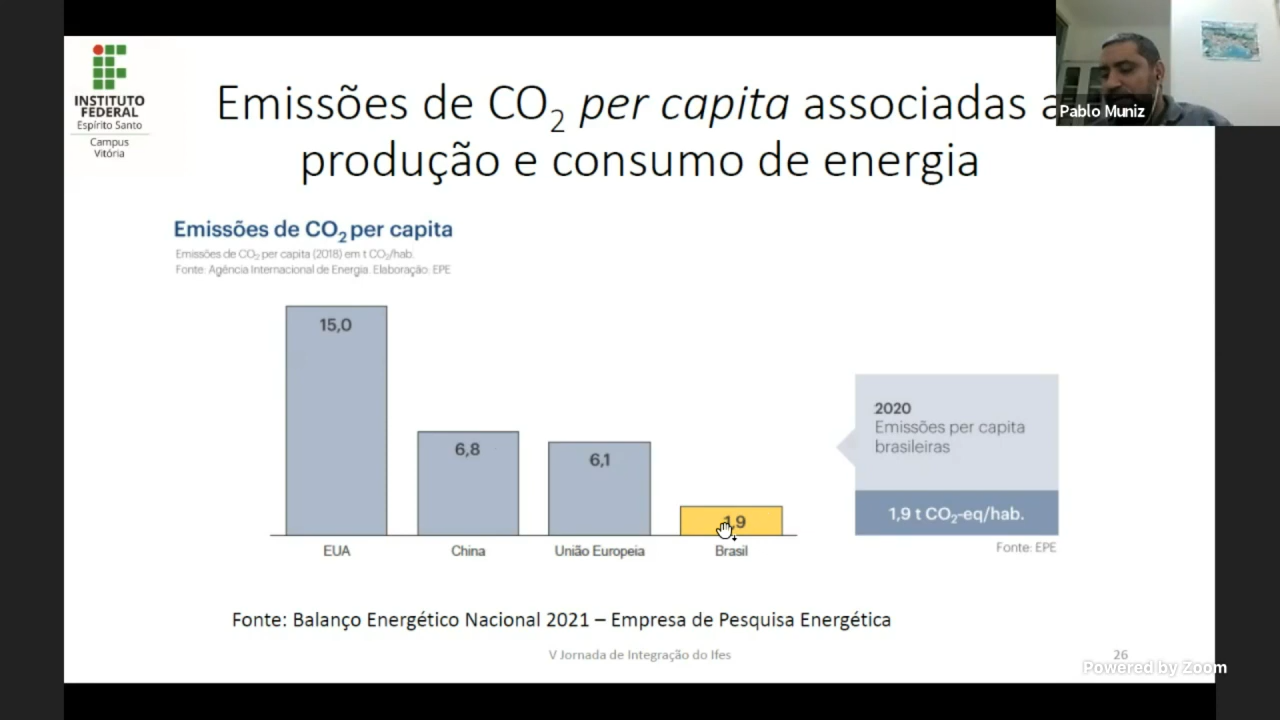 INSTITUTO
FEDERAL
Espírito Santo
Campus
Vitória
Emissões de CO2 per capita associadas a
produção e consumo de energia
Pablo Muniz
Emissões de CO2 per capita
Emissões de CO2 per capita (2018) em t CO2/hab.
Fonte: Agência Internacional de Energia. Elaboração: EPE
15,0
6,8
6,1
1,9
EUA
China
União Europeia
Brasil
2020
Emissões per capita
brasileiras
1,9 t CO2-eq/hab.
Fonte: EPE
Fonte: Balanço Energético Nacional 2021 – Empresa de Pesquisa Energética
V Jornada de Integração do Ifes
26
Powered by Zoom